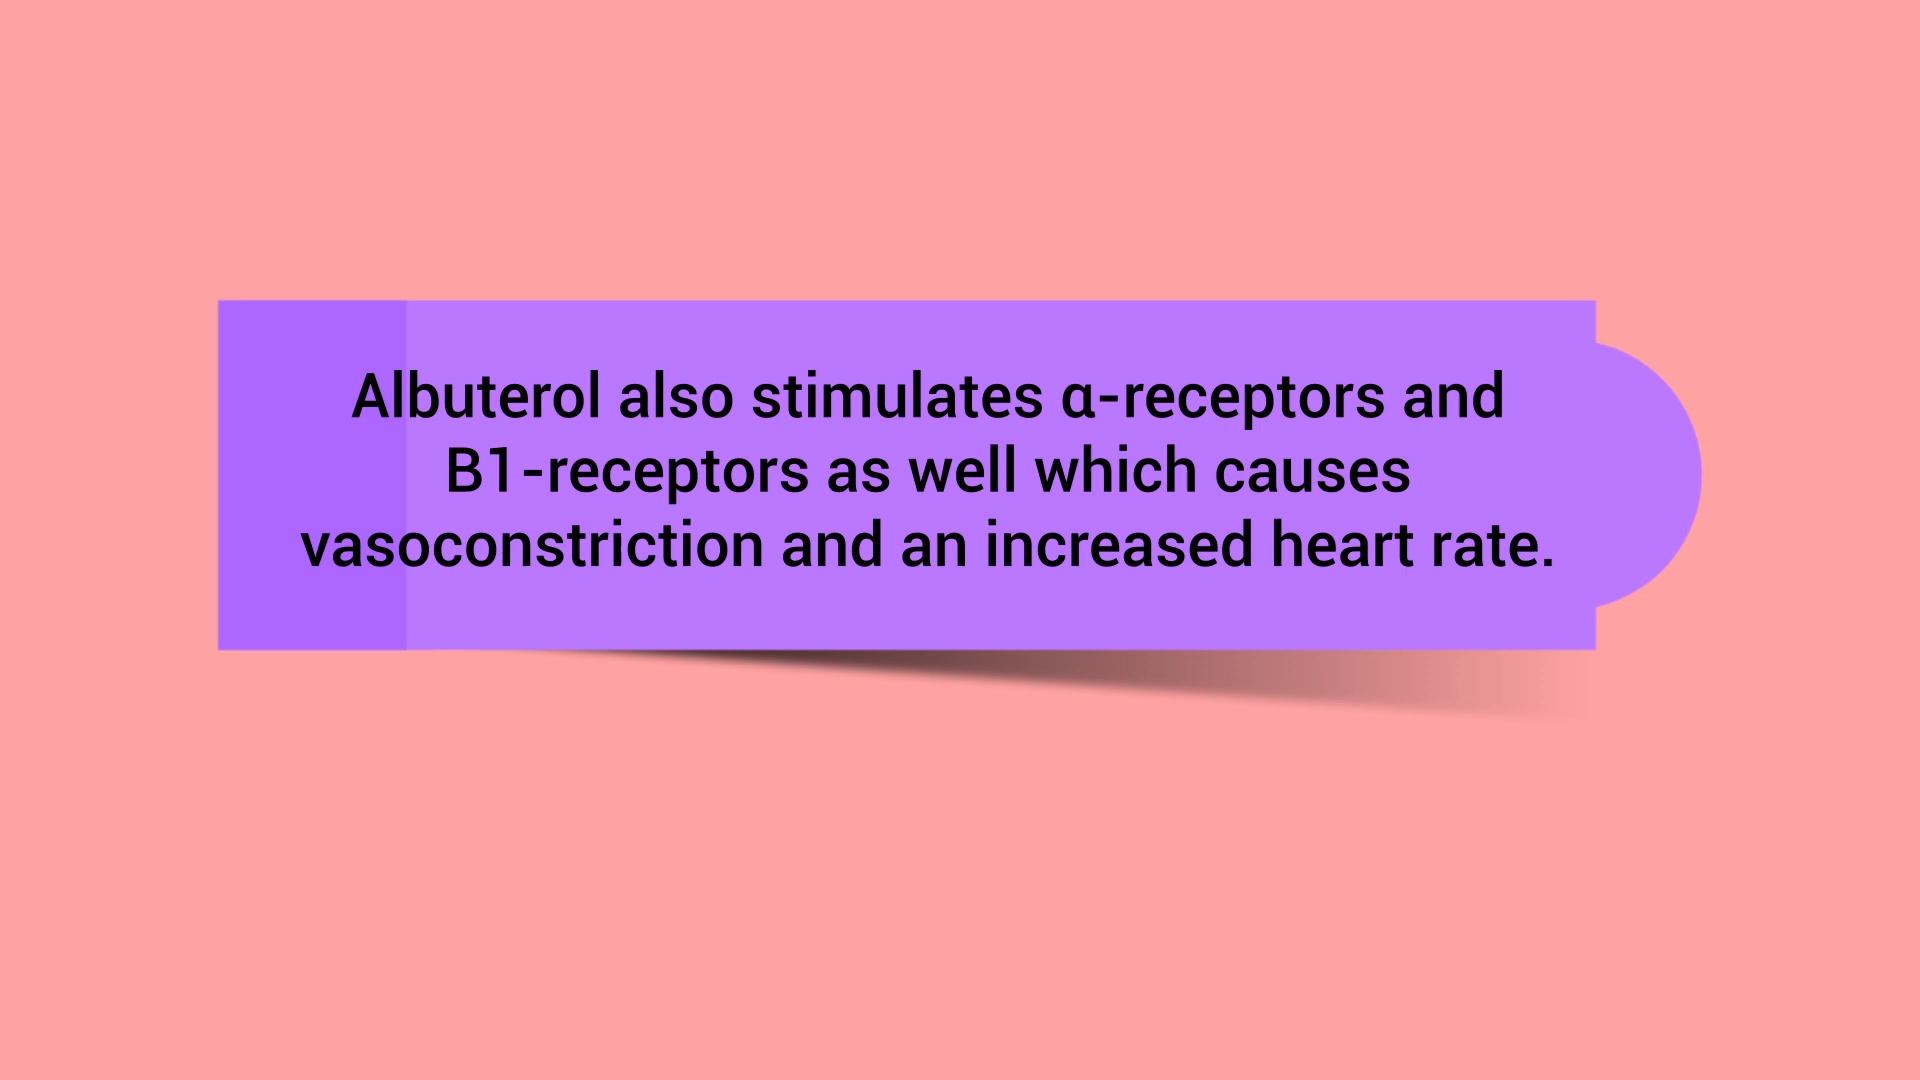 Albuterol also stimulates α-receptors and
B1-receptors as well which causes
vasoconstriction and an increased heart rate.